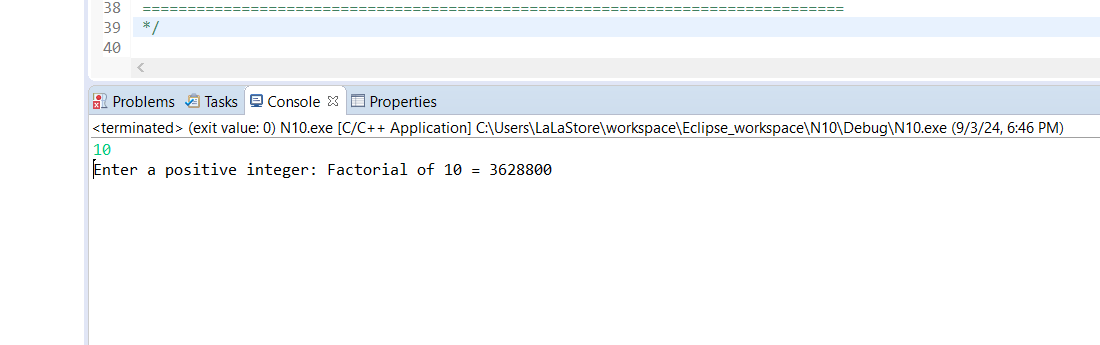 38 ==============================================================================
39 */
40
Problems Tasks Console Properties
<terminated> (exit value: 0) N10.exe [C/C++ Application] C:\Users\LaLaStore\workspace\Eclipse_workspace\N10\Debug\N10.exe (9/3/24, 6:46 PM)
10
Enter a positive integer: Factorial of 10 = 3628800